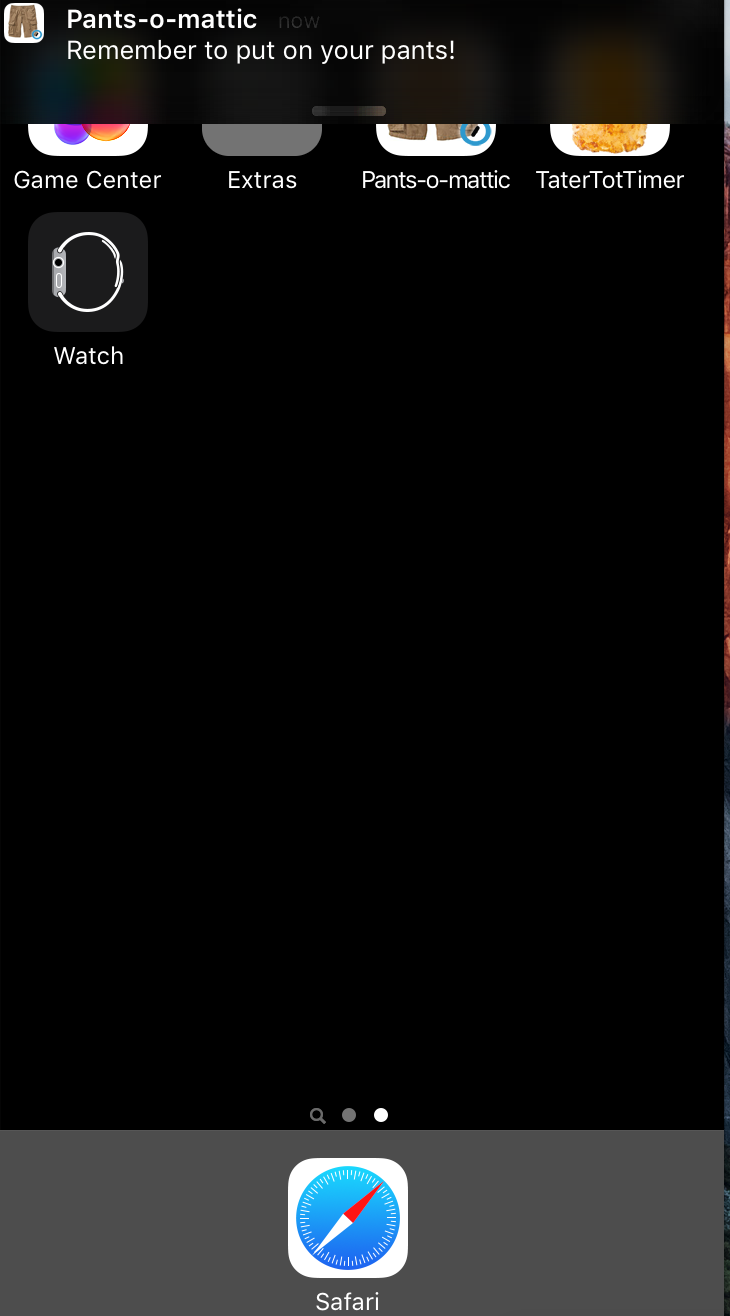 Pants-o-mattic now
Remember to put on your pants!
Game Center Extras Pants-o-mattic TaterTotTimer
Watch
Safari